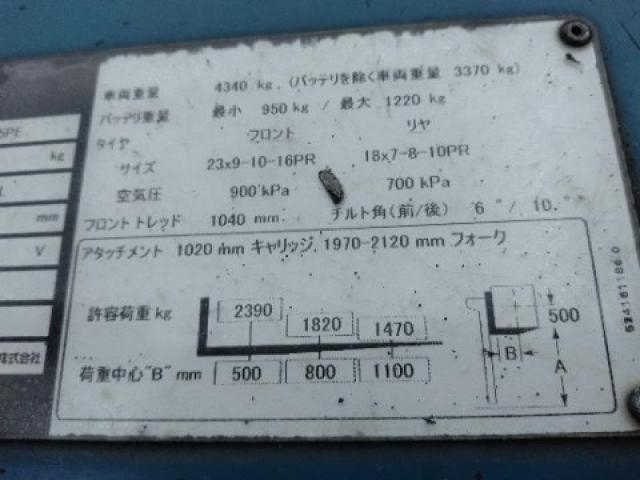 車両重量 4340 kg, (バッテリを除く車両重量 3370 kg)
バッテリ重量 最小 950 kg / 最大 1220 kg
タイヤ フロント リヤ
サイズ 23x9-10-16PR 18x7-8-10PR
空気圧 900 kPa 700 kPa
フロントトレッド 1040 mm. チルト角(前/後) 6 °/ 10.°
アタッチメント 1020 mm キャリッジ, 1970-2120 mm フォーク
許容荷重 kg 2390 1820 1470
荷重中心"B" mm 500 800 1100
500
B
A
SPE
kg
L
mm
V
株式会社